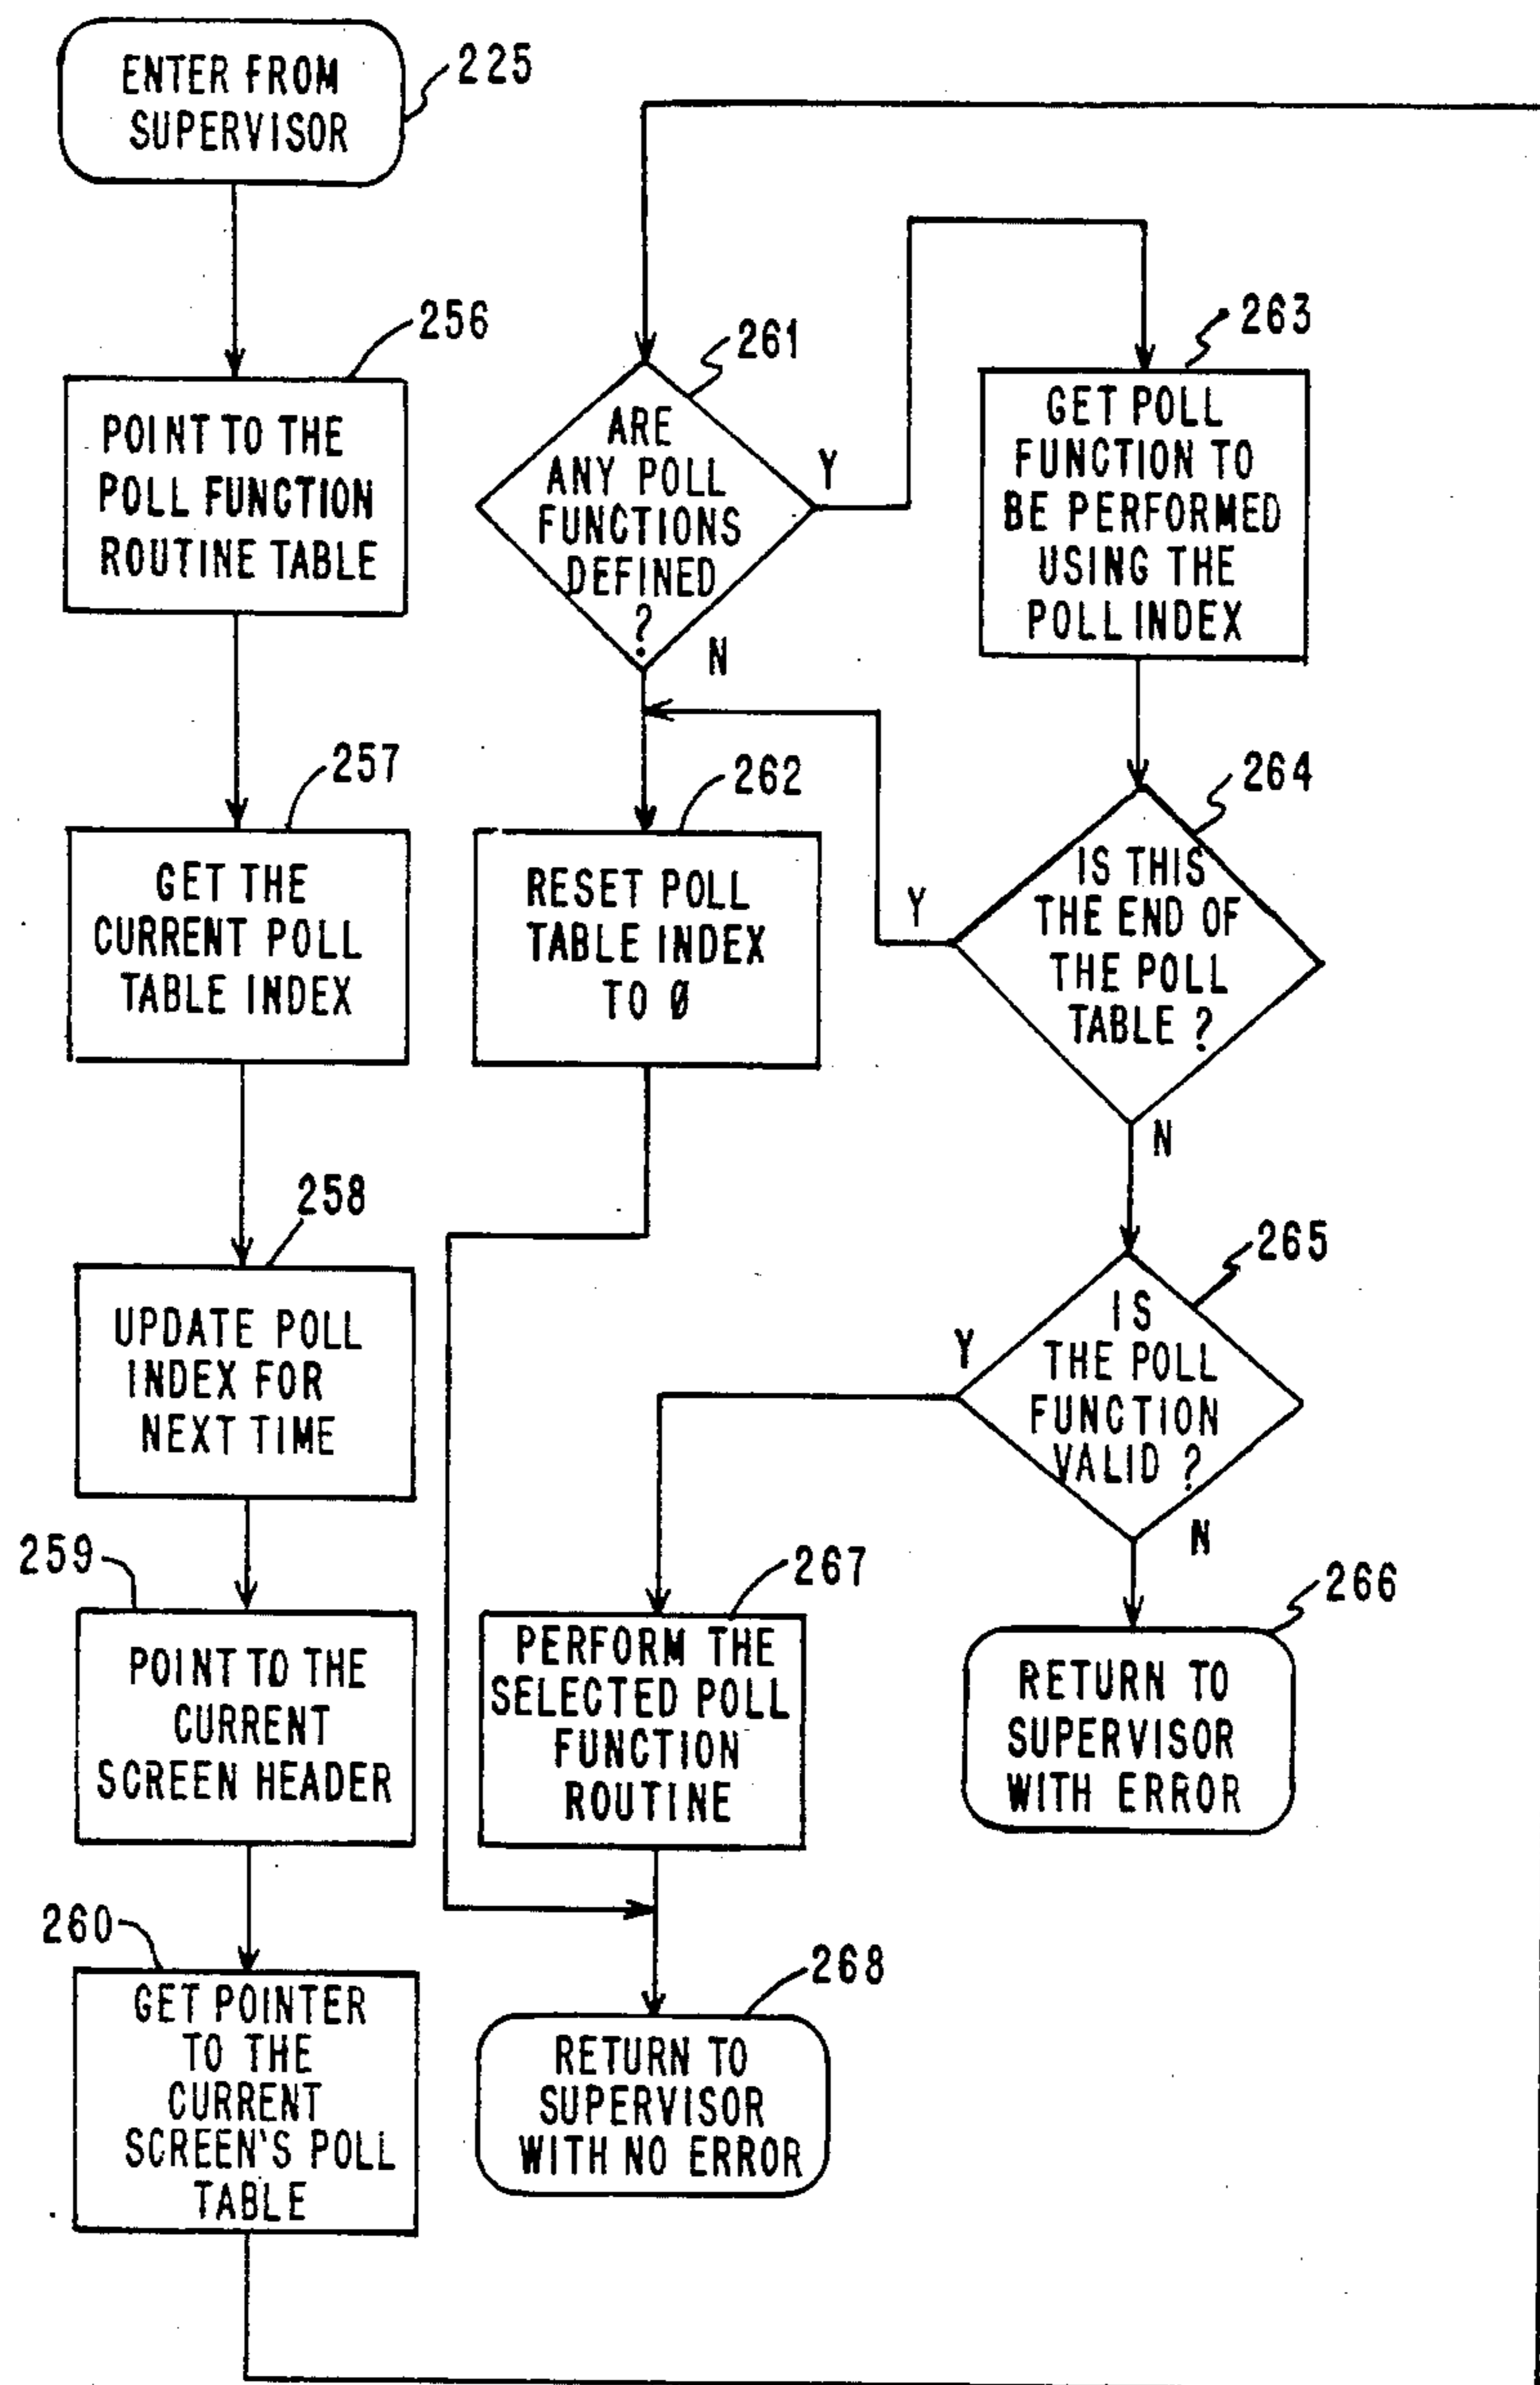 ENTER FROM
SUPERVISOR
225
256
POINT TO THE
POLL FUNCTION
ROUTINE TABLE
257
GET THE
CURRENT POLL
TABLE INDEX
258
UPDATE POLL
INDEX FOR
NEXT TIME
259
POINT TO THE
CURRENT
SCREEN HEADER
260
GET POINTER
TO THE
CURRENT
SCREEN'S POLL
TABLE
261
ARE
ANY POLL
FUNCTIONS
DEFINED
?
Y
N
262
RESET POLL
TABLE INDEX
TO Ø
263
GET POLL
FUNCTION TO
BE PERFORMED
USING THE
POLL INDEX
264
IS THIS
THE END OF
THE POLL
TABLE ?
Y
N
265
IS
THE POLL
FUNCTION
VALID ?
Y
N
266
RETURN TO
SUPERVISOR
WITH ERROR
267
PERFORM THE
SELECTED POLL
FUNCTION
ROUTINE
268
RETURN TO
SUPERVISOR
WITH NO ERROR